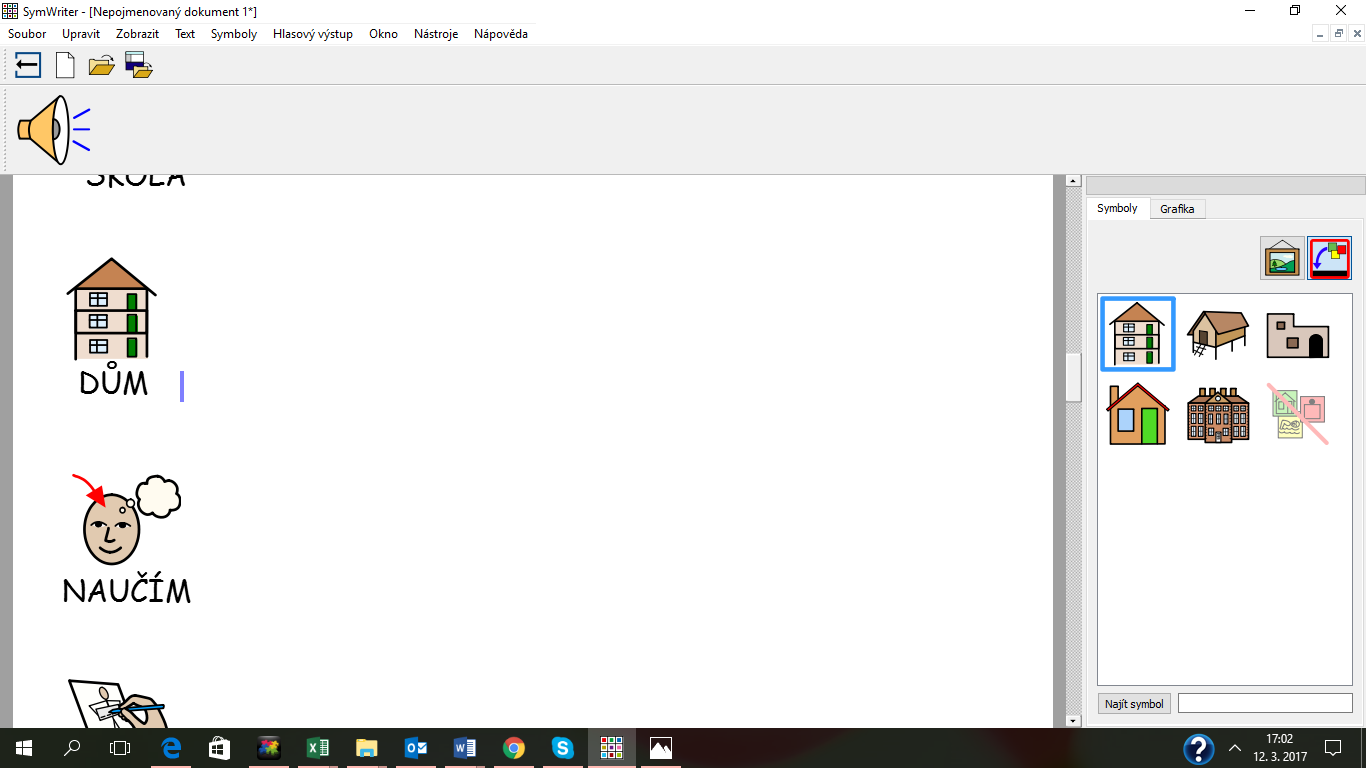 SymWriter - [Nepojmenovaný dokument 1*]
Soubor Upravit Zobrazit Text Symboly Hlasový výstup Okno Nástroje Nápověda
ŠKOLA
Symboly Grafika
DŮM
NAUČÍM
Najít symbol
17:02
12. 3. 2017